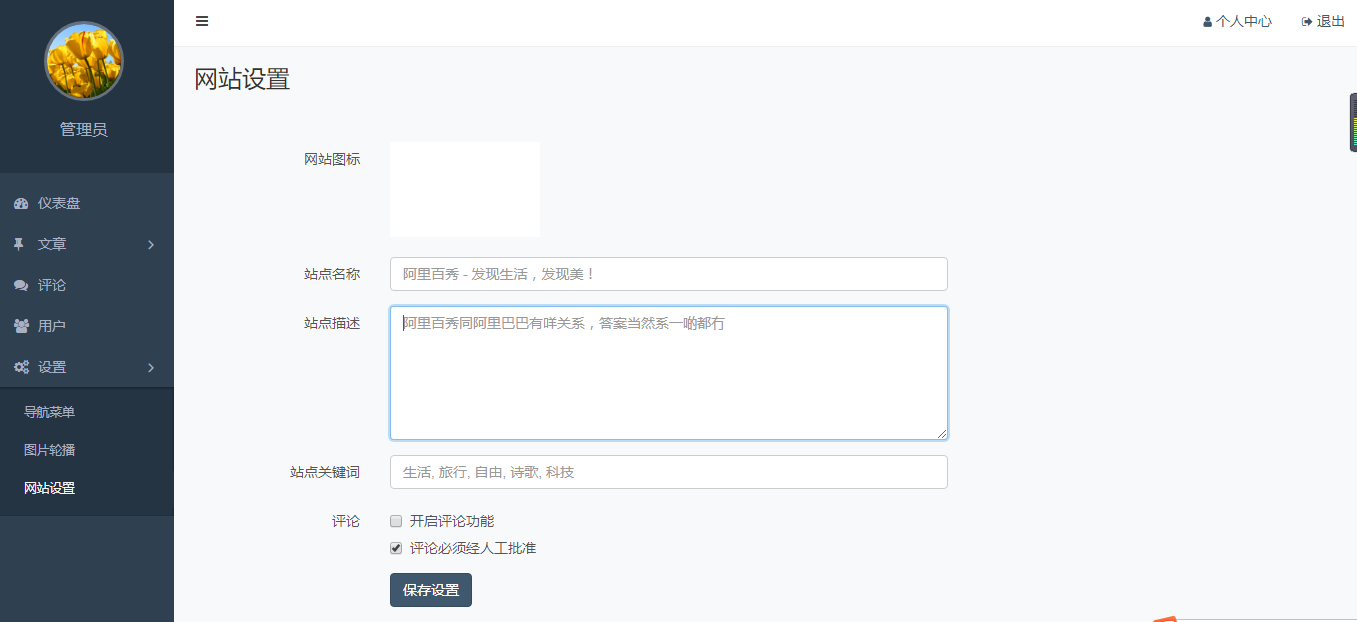 个人中心 退出
管理员
仪表盘
文章
评论
用户
设置
导航菜单
图片轮播
网站设置
网站设置
网站图标
站点名称 阿里百秀 - 发现生活，发现美！
站点描述 阿里百秀同阿里巴巴有咩关系，答案当然系一啲都冇
站点关键词 生活, 旅行, 自由, 诗歌, 科技
评论 开启评论功能
评论必须经人工批准
保存设置